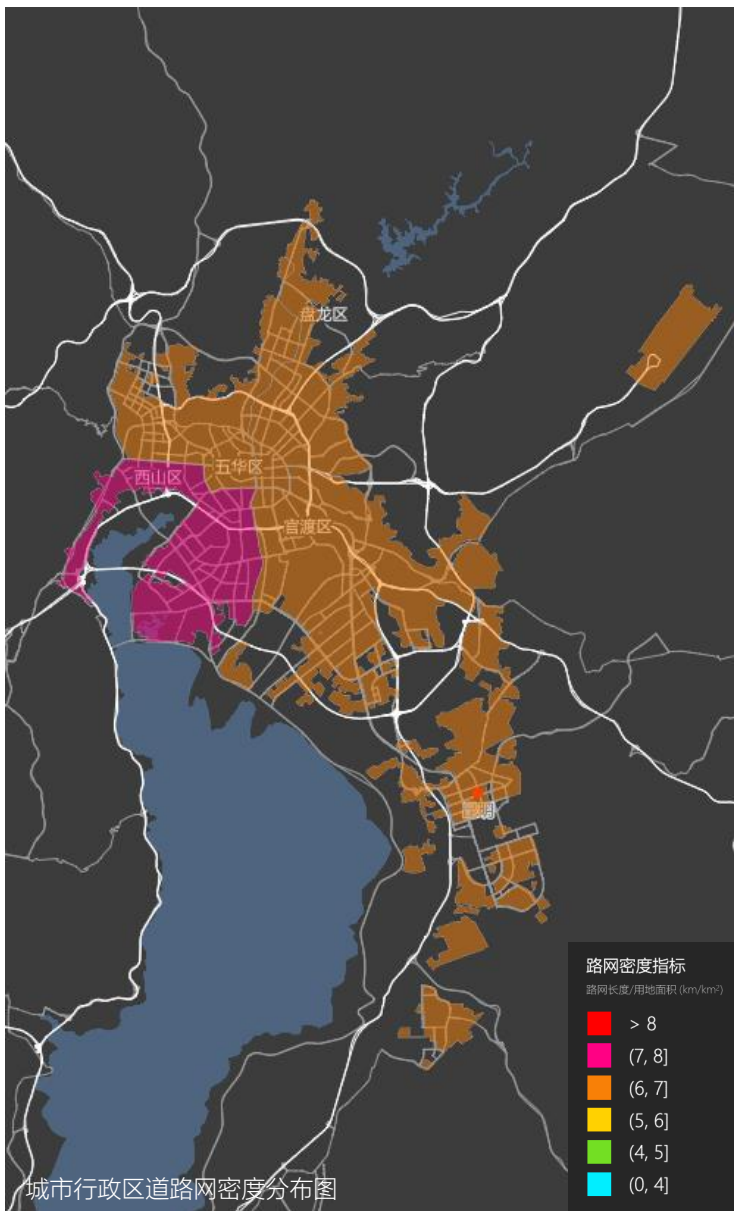 盘龙区
五华区
西山区
官渡区
昆明
路网密度指标
路网长度/用地面积 (km/km²)
> 8
(7, 8]
(6, 7]
(5, 6]
(4, 5]
(0, 4]
城市行政区道路网密度分布图